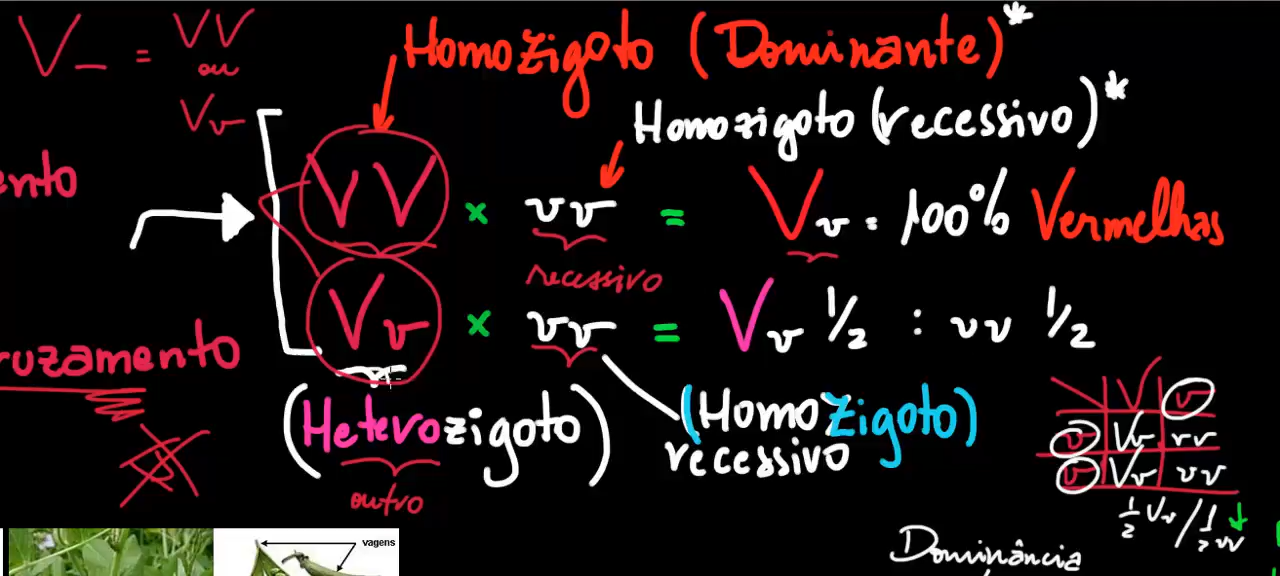 V_ = VV
ou
Vv
Homozigoto (Dominante)*
Homozigoto (recessivo)*
ento
VV x vv = Vv = 100% Vermelhas
recessivo
Vv x vv = Vv 1/2 : vv 1/2
ruzamento
(Heterozigoto)
outro
(Homozigoto)
recessivo
V v
v Vv vv
v Vv vv
1/2 Vv / 1/2 vv
vagens
Dominância